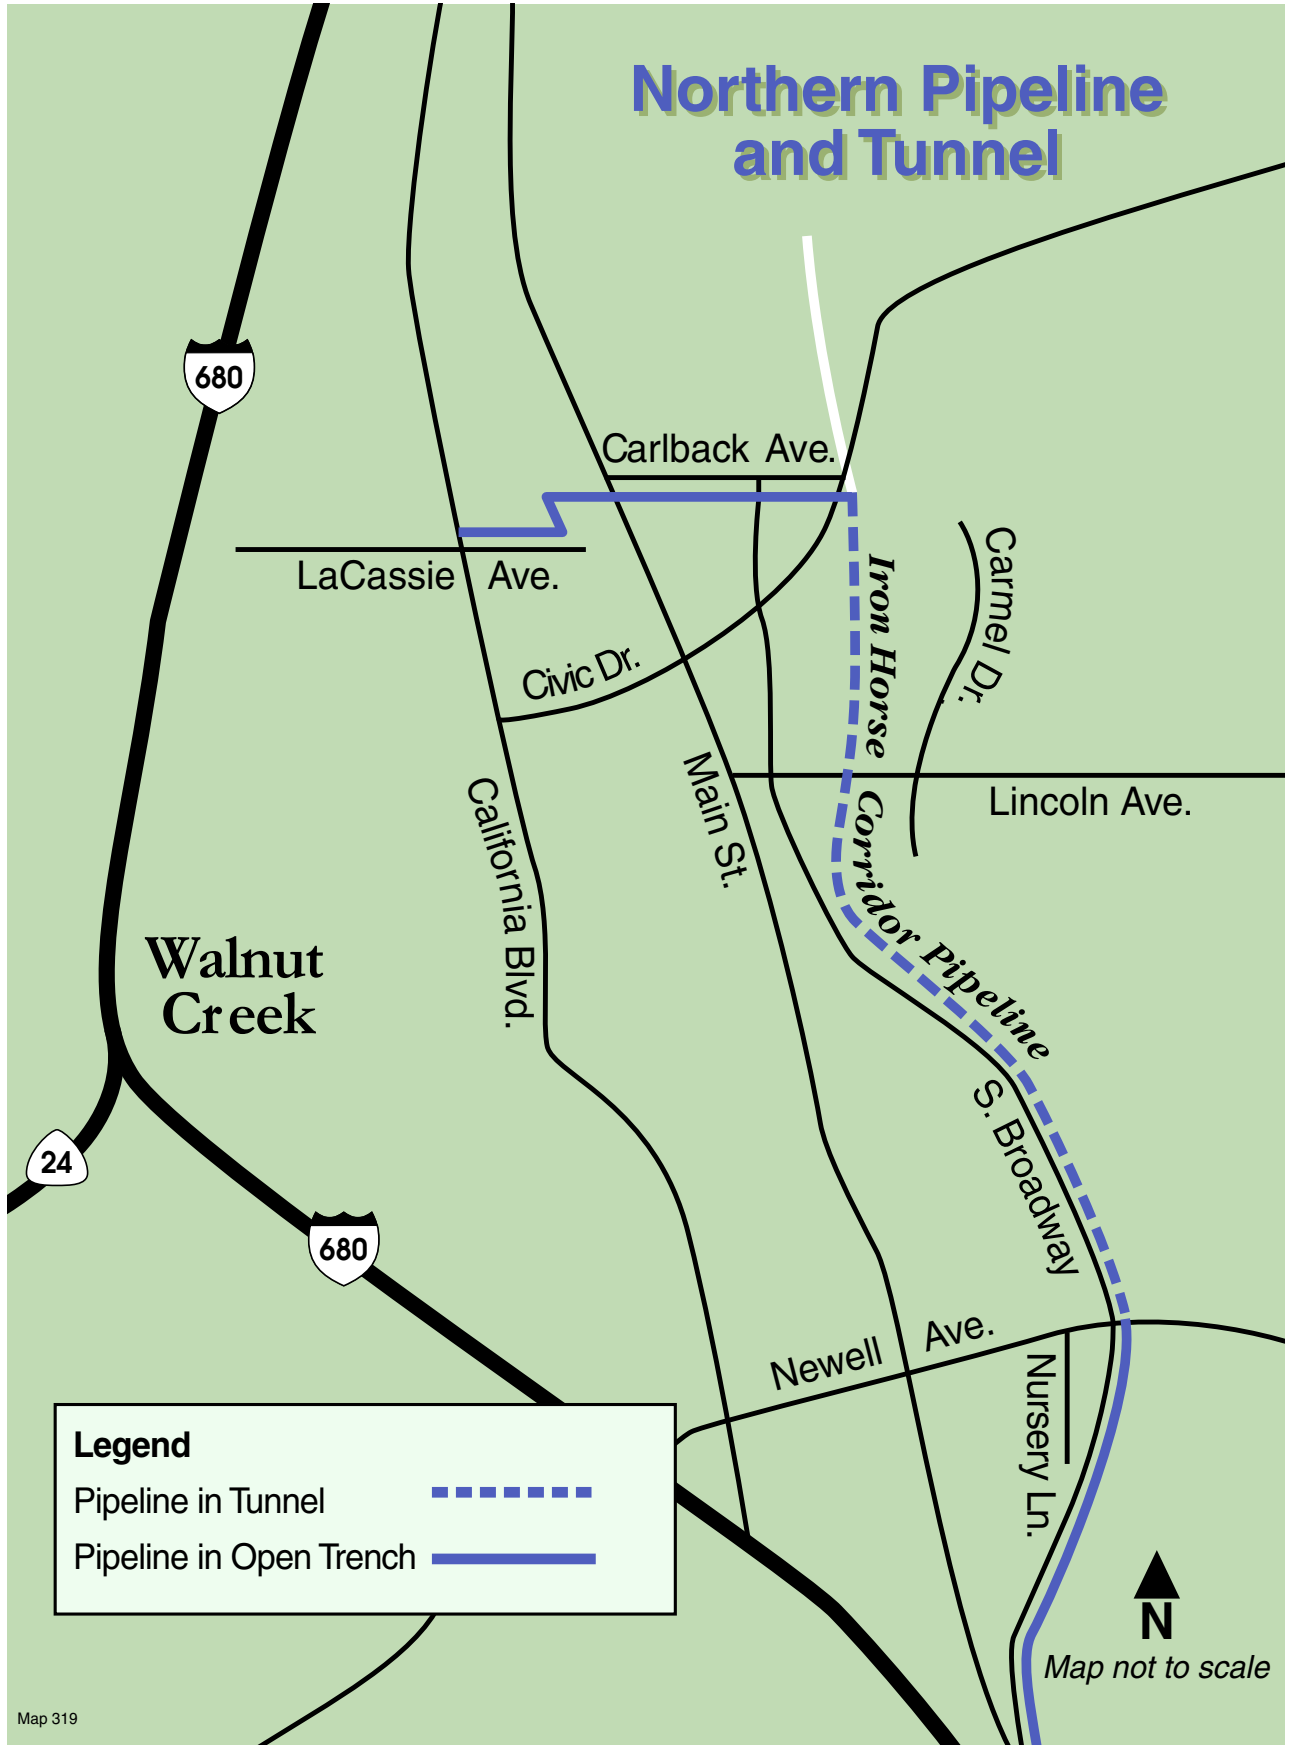 Northern Pipeline
and Tunnel
680
Carlback Ave.
LaCassie Ave.
Iron Horse
Carmel Dr.
Civic Dr.
Main St.
California Blvd.
Lincoln Ave.
Corridor Pipeline
Walnut
Creek
S. Broadway
24
680
Newell Ave.
Nursery Ln.
Legend
Pipeline in Tunnel
Pipeline in Open Trench
N
Map not to scale
Map 319